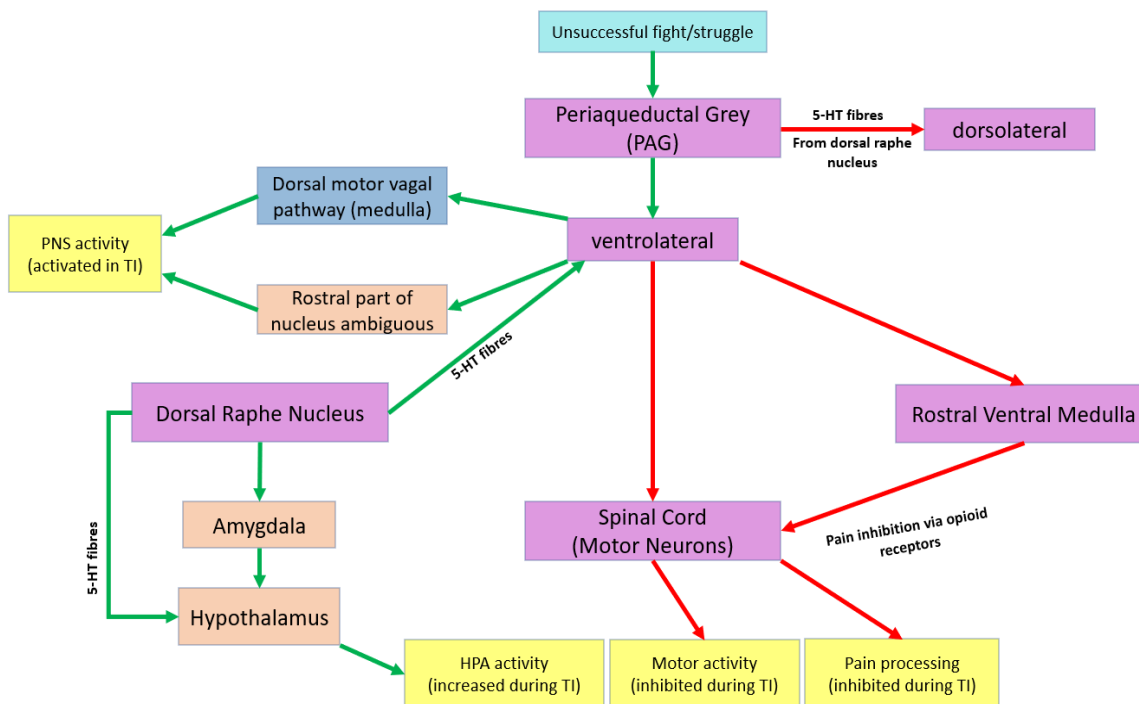 Unsuccessful fight/struggle
Periaqueductal Grey
(PAG)
5-HT fibres
From dorsal raphe
nucleus
dorsolateral
Dorsal motor vagal
pathway (medulla)
PNS activity
(activated in TI)
ventrolateral
Rostral part of
nucleus ambiguous
5-HT fibres
Dorsal Raphe Nucleus
Rostral Ventral Medulla
Amygdala
Spinal Cord
(Motor Neurons)
Pain inhibition via opioid
receptors
5-HT fibres
Hypothalamus
HPA activity
(increased during TI)
Motor activity
(inhibited during TI)
Pain processing
(inhibited during TI)